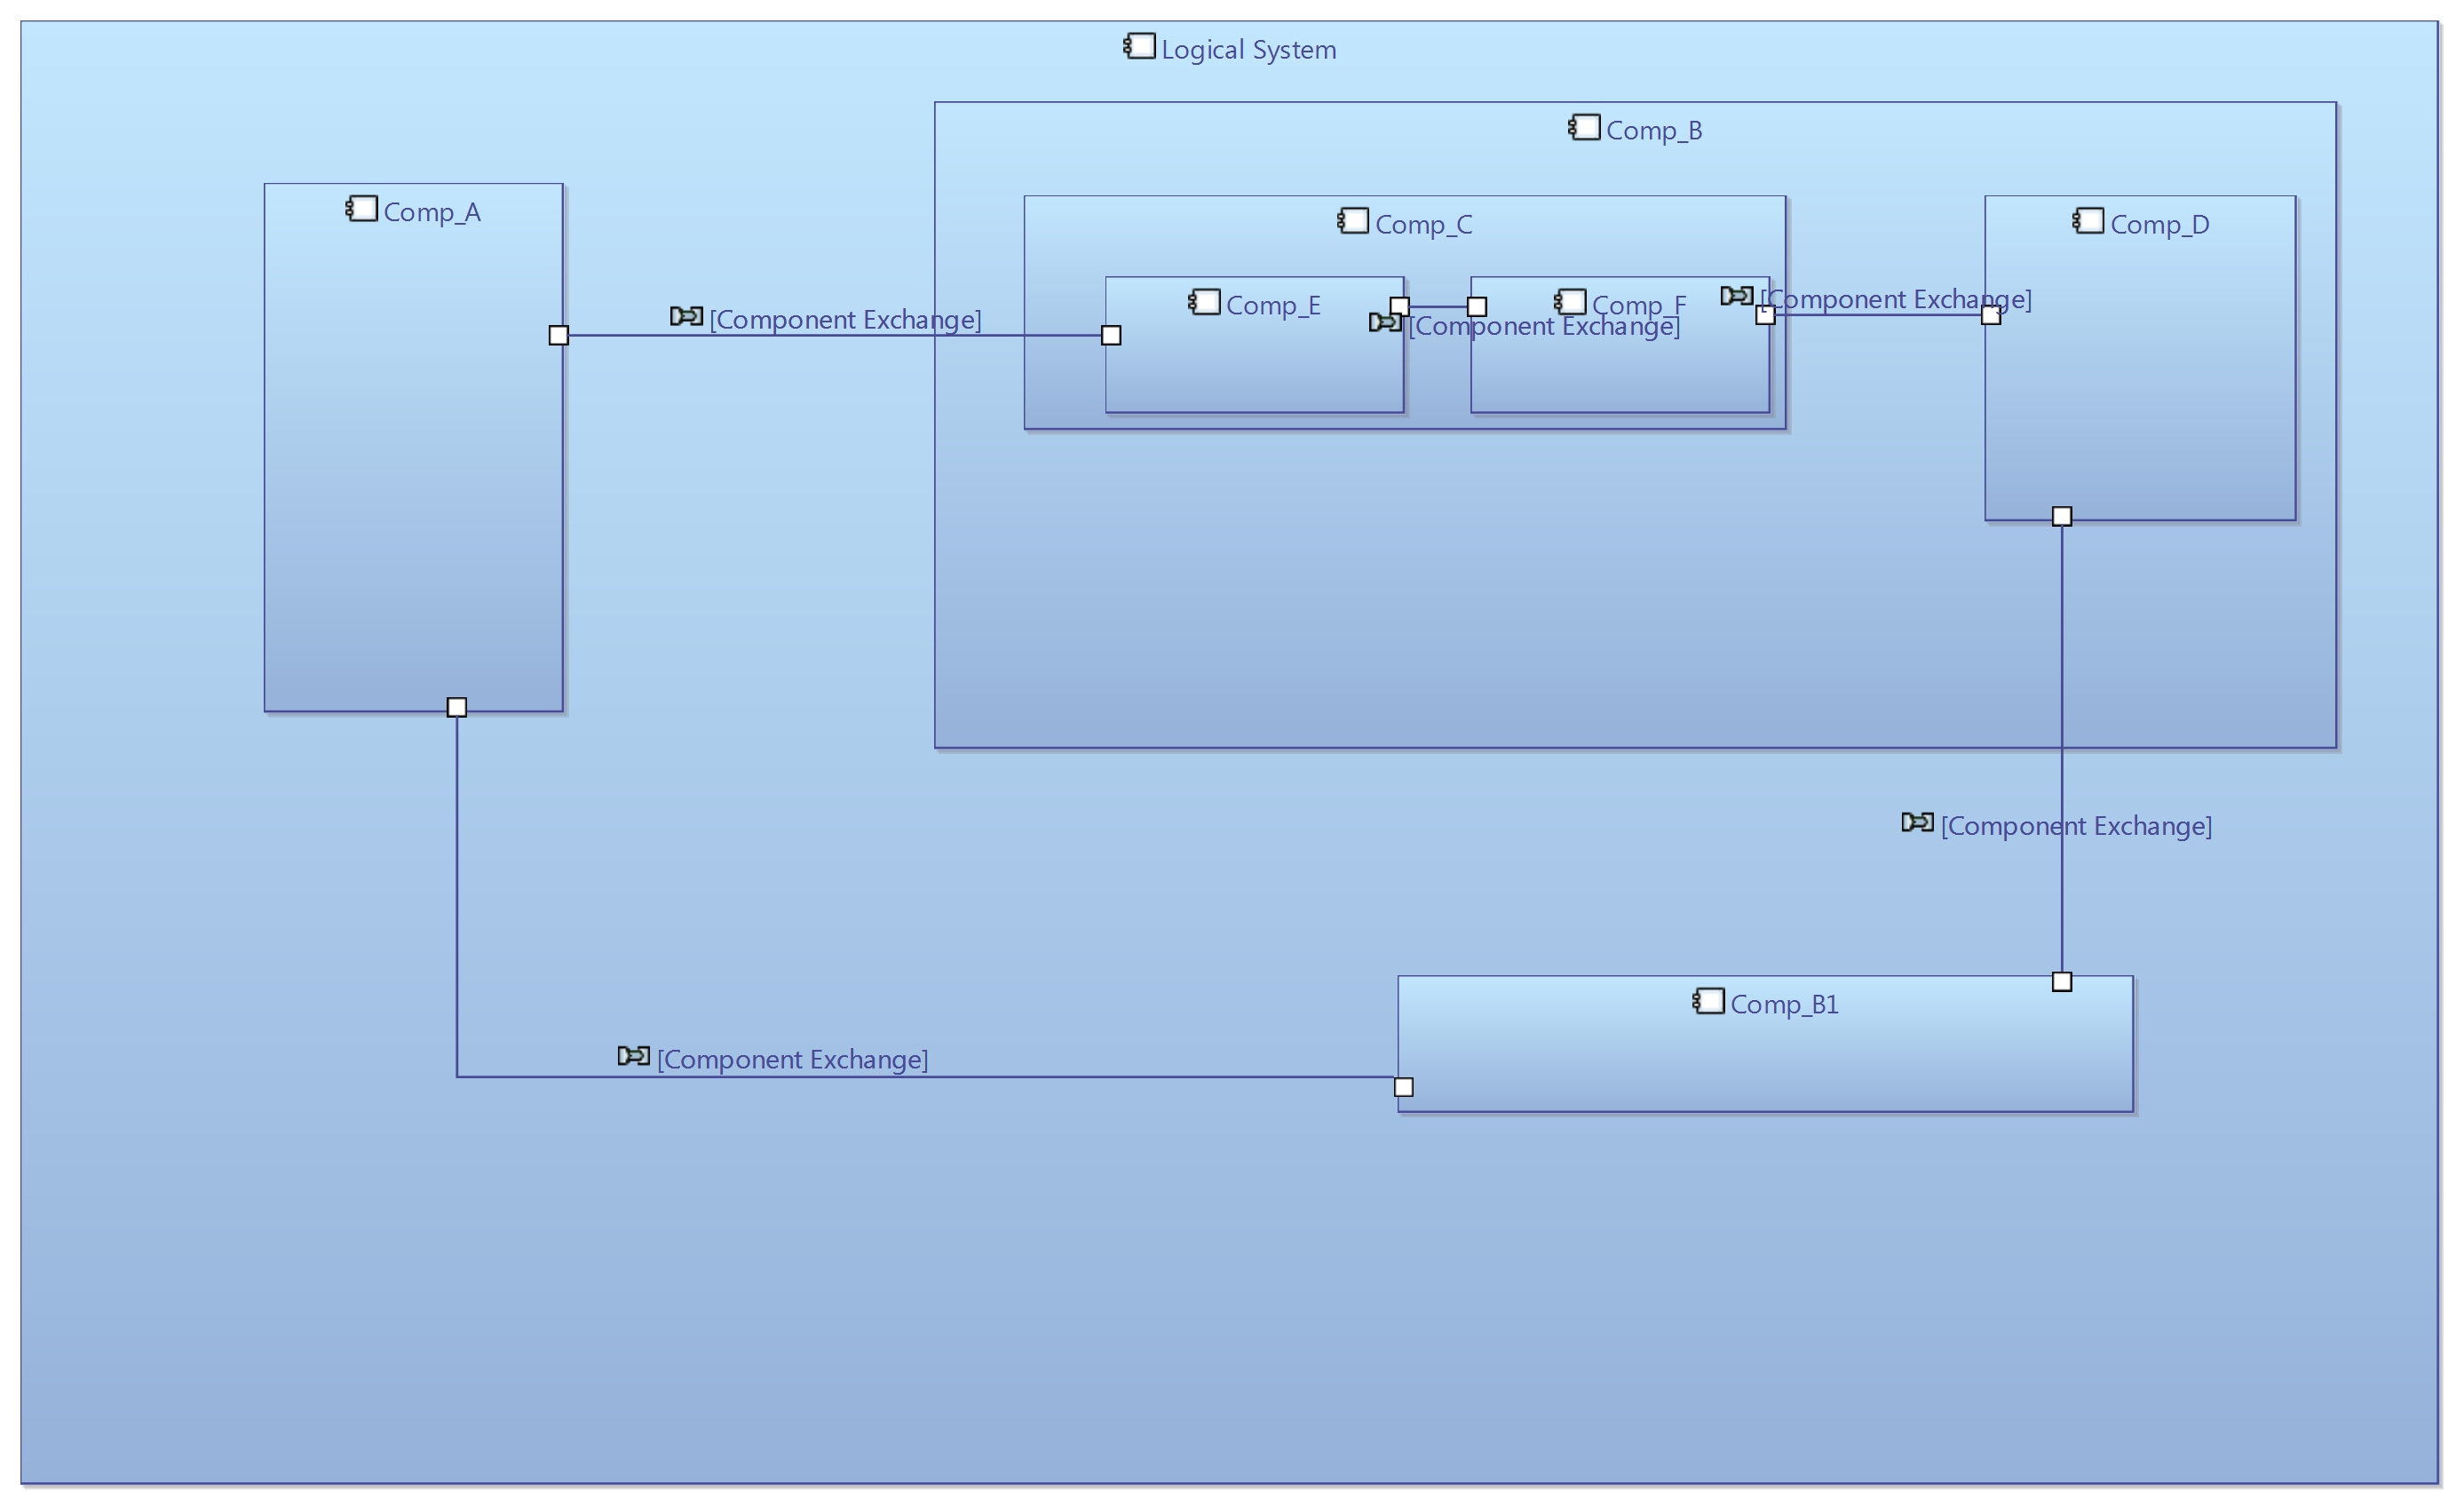 Logical System
Comp_B
Comp_A
Comp_C
Comp_D
Comp_E
Comp_F
[Component Exchange]
[Component Exchange]
[Component Exchange]
[Component Exchange]
Comp_B1
[Component Exchange]